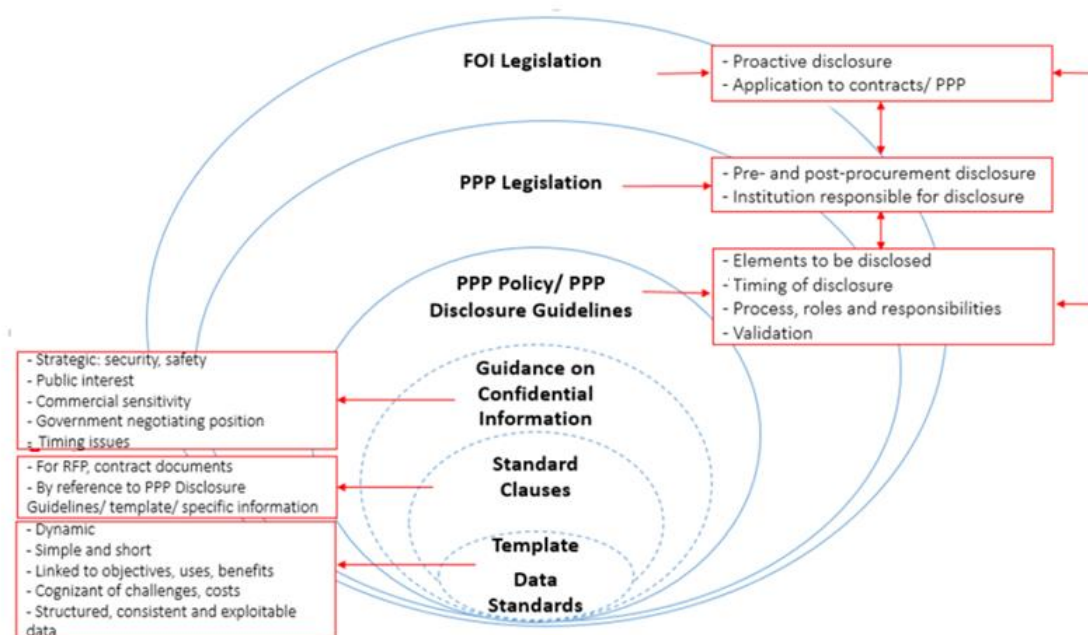 FOI Legislation
- Proactive disclosure
- Application to contracts/ PPP
PPP Legislation
- Pre- and post-procurement disclosure
- Institution responsible for disclosure
PPP Policy/ PPP
Disclosure Guidelines
- Elements to be disclosed
- Timing of disclosure
- Process, roles and responsibilities
- Validation
Guidance on
Confidential
Information
- Strategic: security, safety
- Public interest
- Commercial sensitivity
- Government negotiating position
- Timing issues
Standard
Clauses
- For RFP, contract documents
- By reference to PPP Disclosure
Guidelines/ template/ specific information
Template
Data
Standards
- Dynamic
- Simple and short
- Linked to objectives, uses, benefits
- Cognizant of challenges, costs
- Structured, consistent and exploitable
data